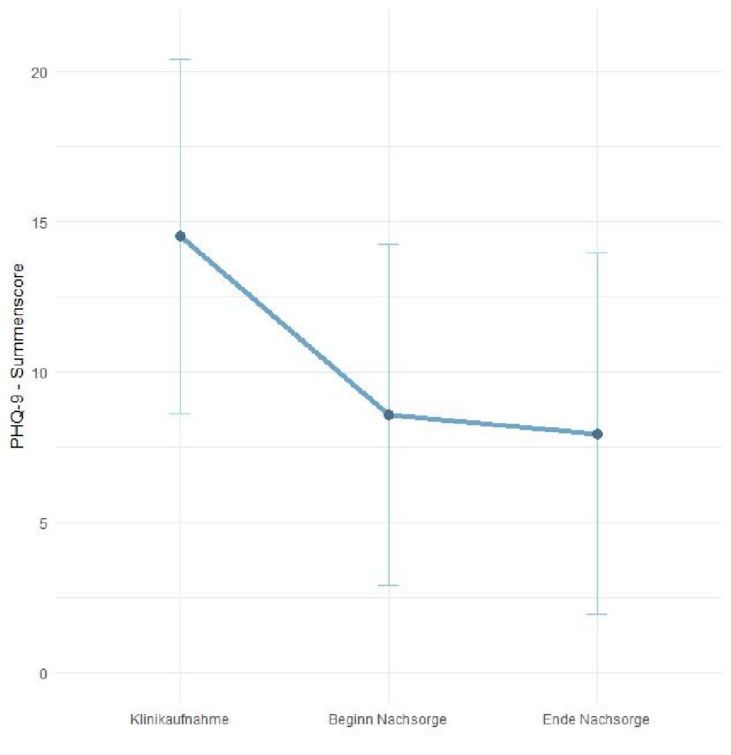 20
15
10
5
0
PHQ-9 - Summenscore
Klinikaufnahme
Beginn Nachsorge
Ende Nachsorge